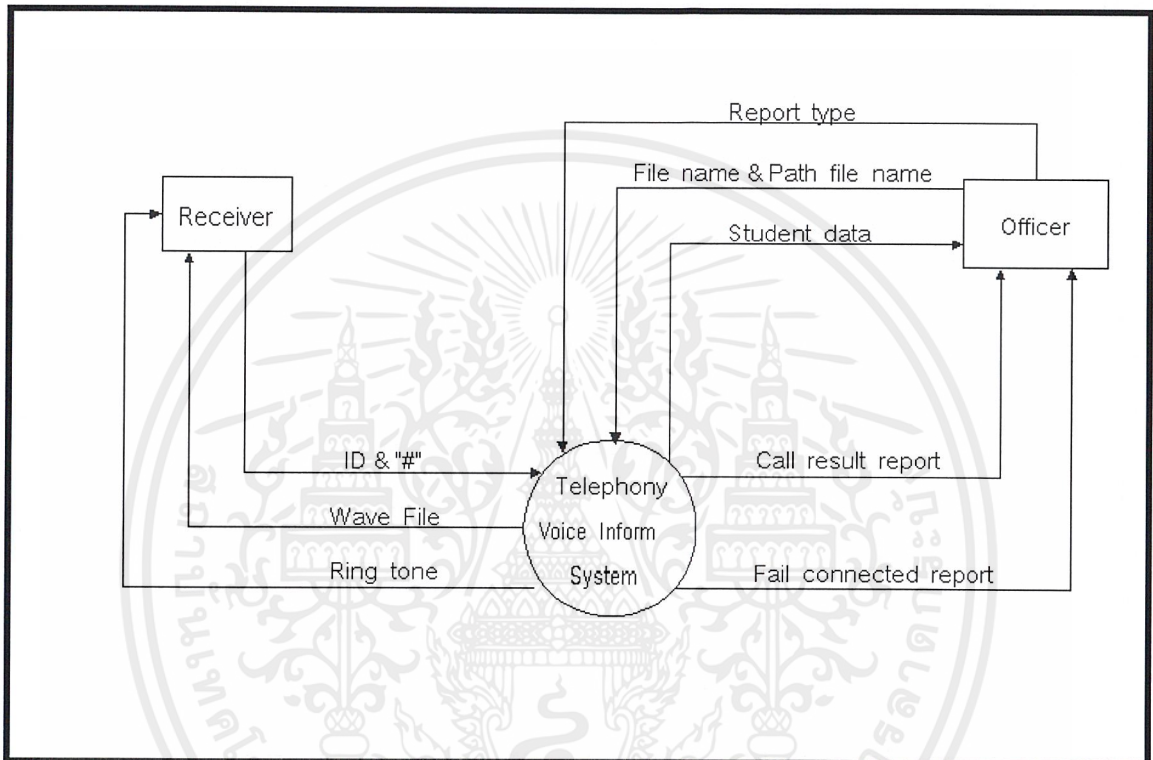 Report type
File name & Path file name
Receiver
Officer
Student data
ID & "#"
Call result report
Telephony
Wave File
Voice Inform
Ring tone
System
Fail connected report